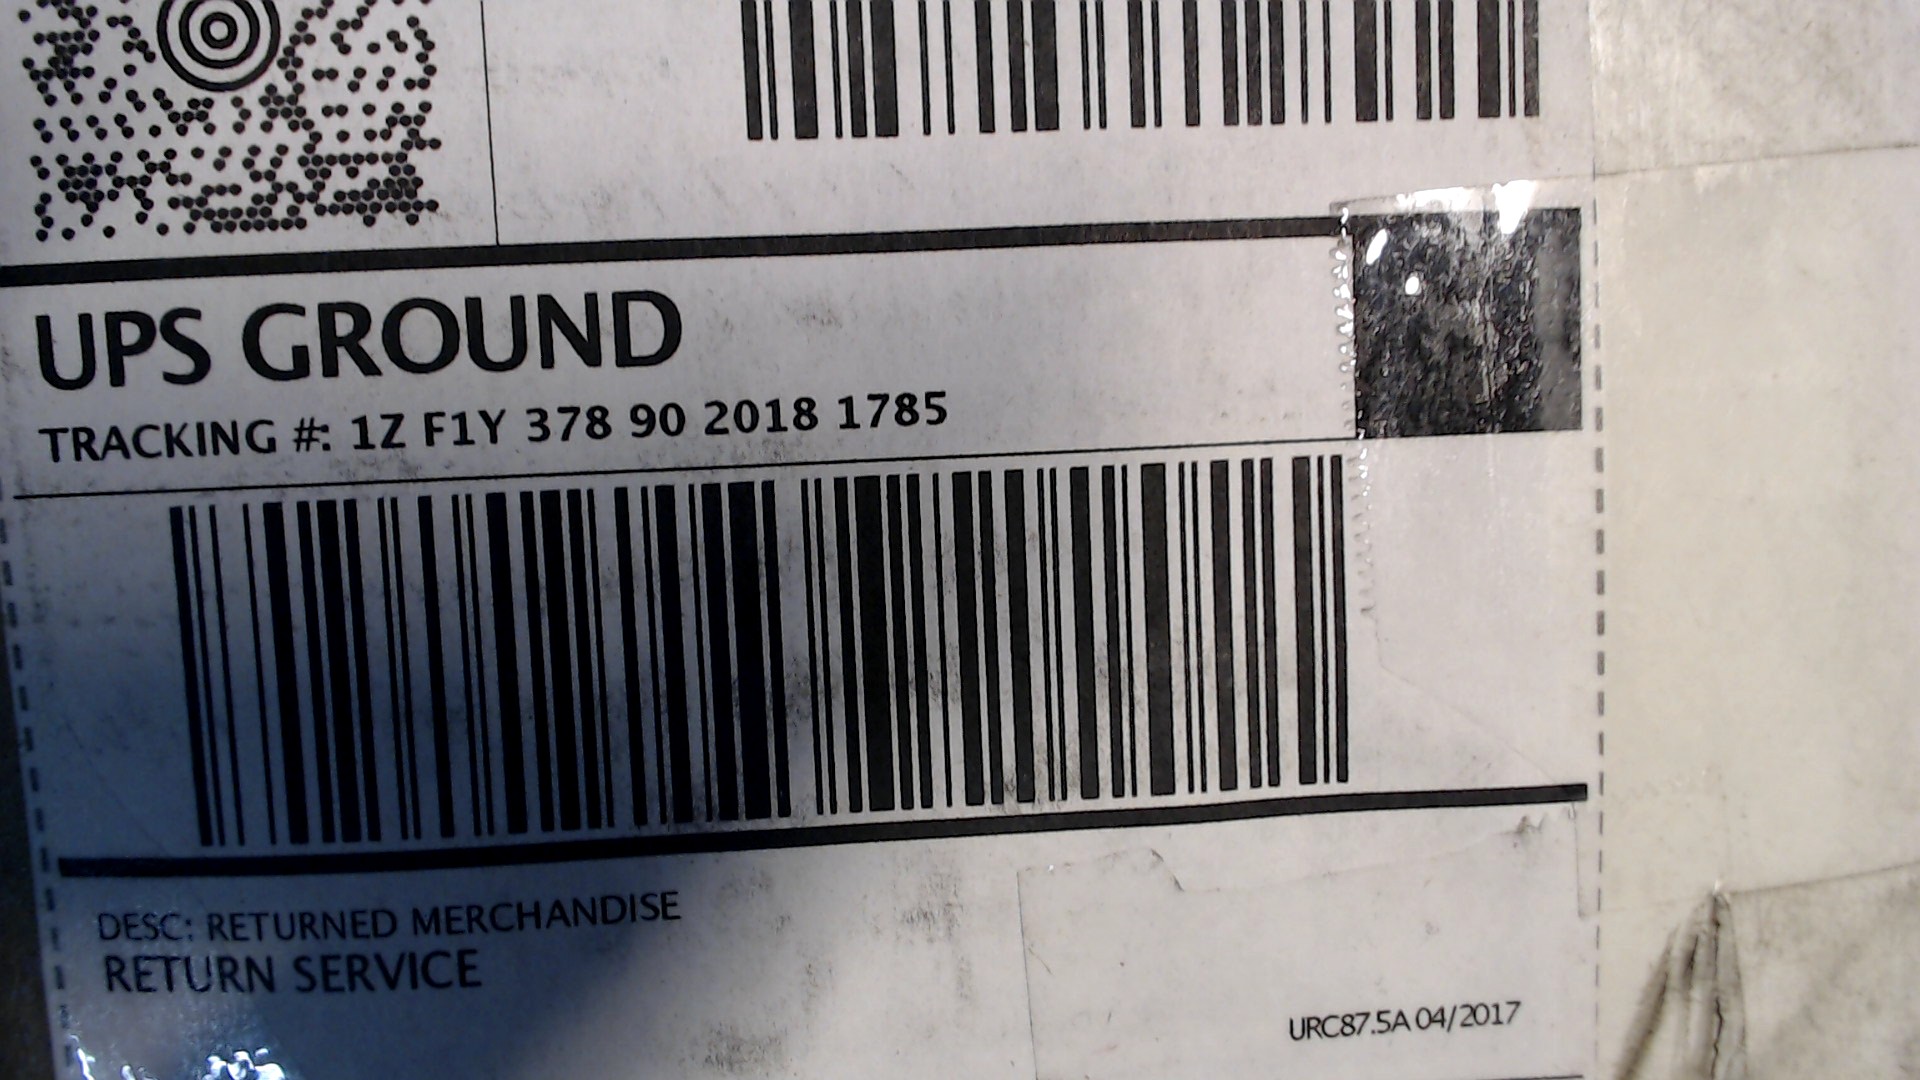 UPS GROUND
TRACKING #: 1Z F1Y 378 90 2018 1785
DESC: RETURNED MERCHANDISE
RETURN SERVICE
URC87.5A 04/2017